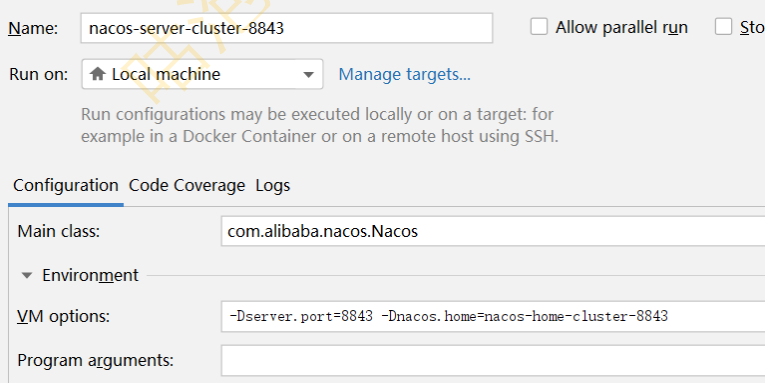 Name: nacos-server-cluster-8843 Allow parallel run Sto
Run on: Local machine Manage targets...
Run configurations may be executed locally or on a target: for
example in a Docker Container or on a remote host using SSH.
Configuration Code Coverage Logs
Main class: com.alibaba.nacos.Nacos
Environment
VM options: -Dserver.port=8843 -Dnacos.home=nacos-home-cluster-8843
Program arguments: